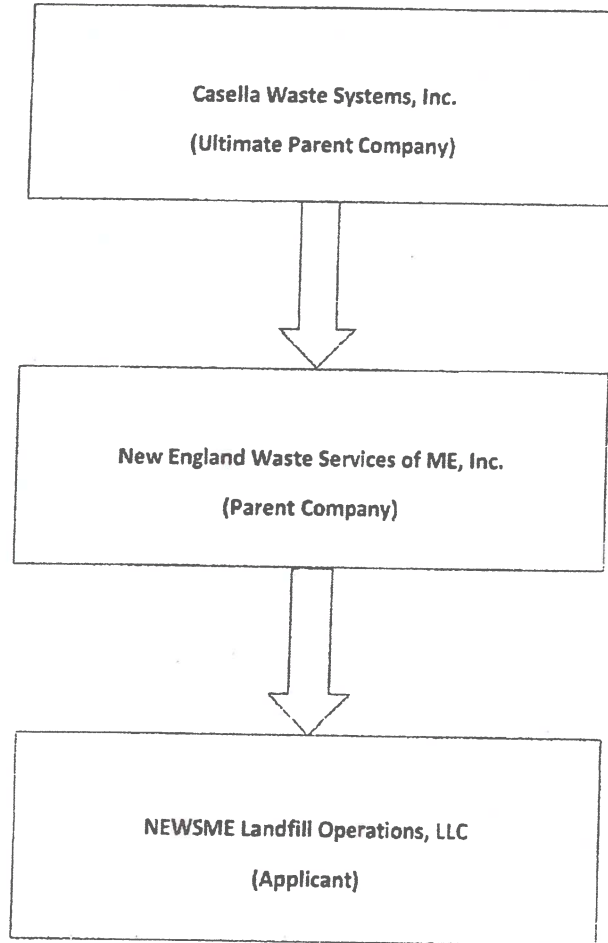 Casella Waste Systems, Inc.
(Ultimate Parent Company)
New England Waste Services of ME, Inc.
(Parent Company)
NEWSME Landfill Operations, LLC
(Applicant)